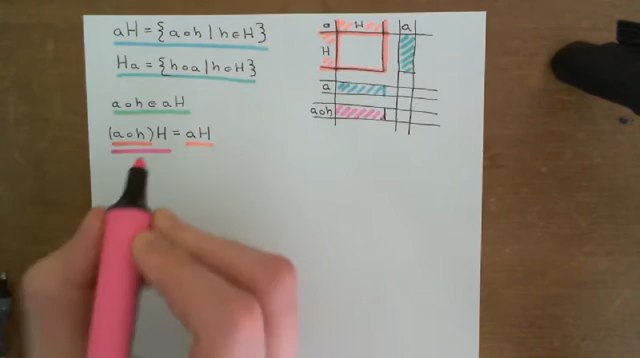 aH = {a∘h | h∈H}
Ha = {h∘a | h∈H}
a∘h ∈ aH
(a∘h)H = aH
∘ H a
H
a
a∘h